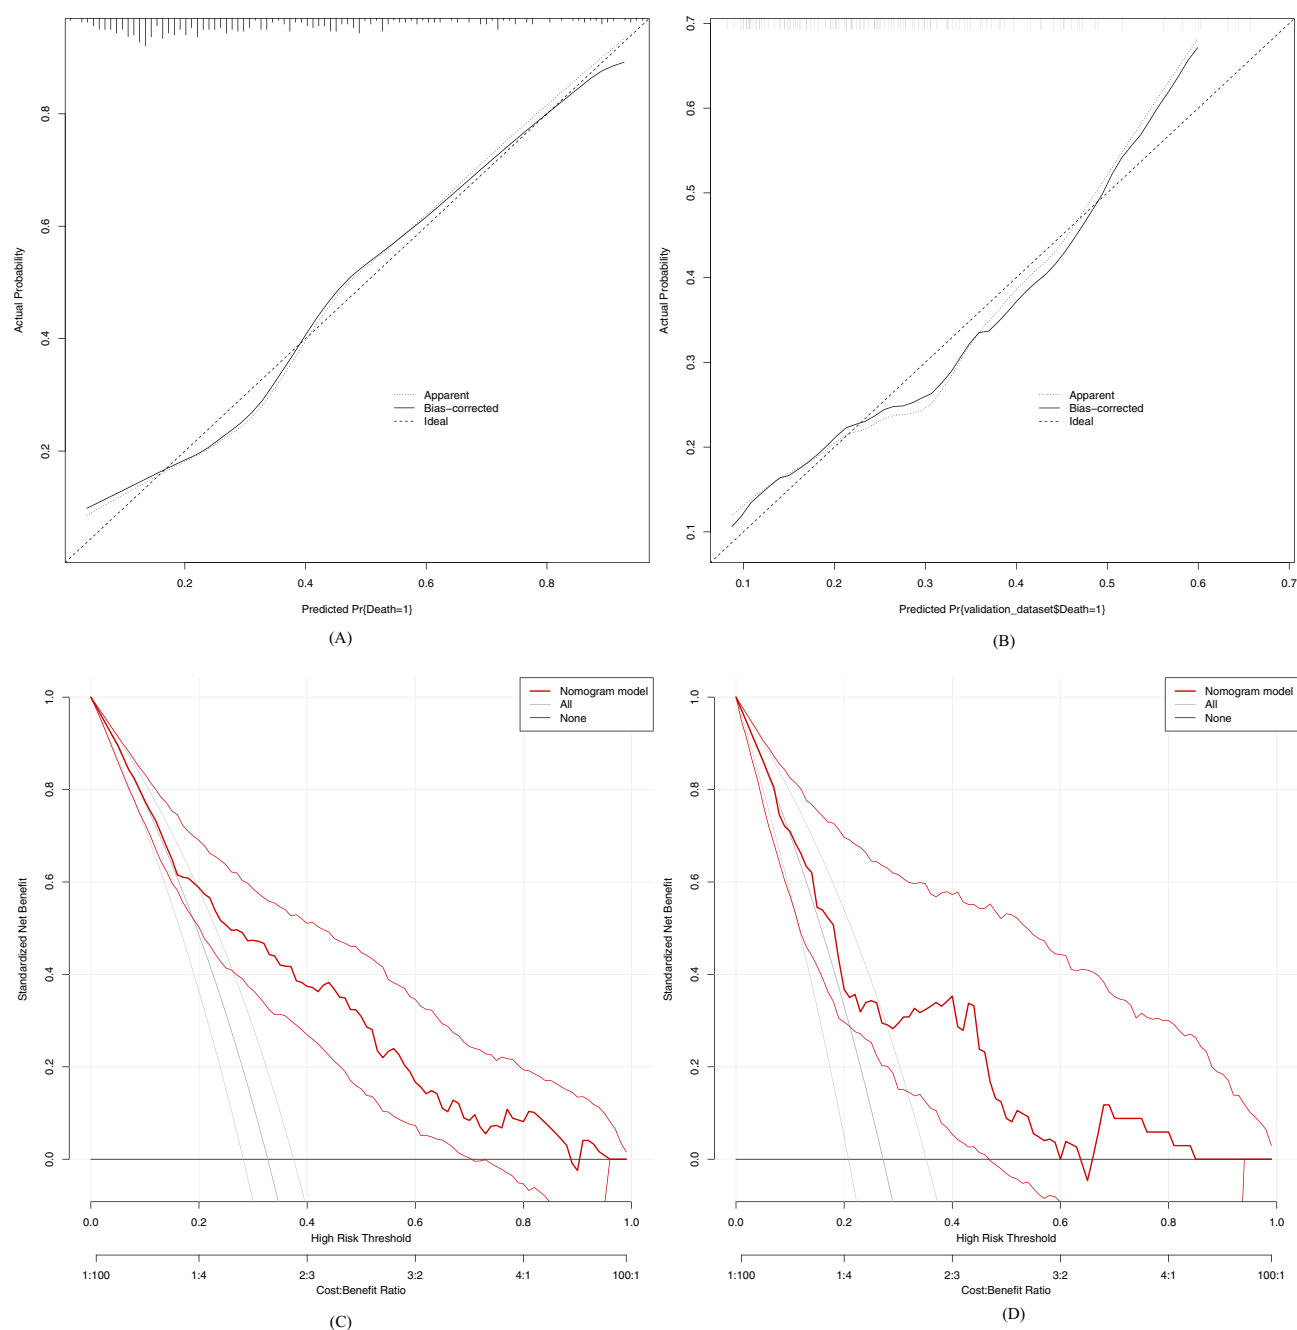 0.2 0.4 0.6 0.8
Actual Probability
Apparent
Bias−corrected
Ideal
0.2 0.4 0.6 0.8
Predicted Pr{Death=1}
(A)
0.1 0.2 0.3 0.4 0.5 0.6 0.7
Actual Probability
Apparent
Bias−corrected
Ideal
0.1 0.2 0.3 0.4 0.5 0.6 0.7
Predicted Pr{validation_dataset$Death=1}
(B)
Nomogram model
All
None
0.0 0.2 0.4 0.6 0.8 1.0
Standardized Net Benefit
0.0 0.2 0.4 0.6 0.8 1.0
High Risk Threshold
1:100 1:4 2:3 3:2 4:1 100:1
Cost:Benefit Ratio
(C)
Nomogram model
All
None
0.0 0.2 0.4 0.6 0.8 1.0
Standardized Net Benefit
0.0 0.2 0.4 0.6 0.8 1.0
High Risk Threshold
1:100 1:4 2:3 3:2 4:1 100:1
Cost:Benefit Ratio
(D)